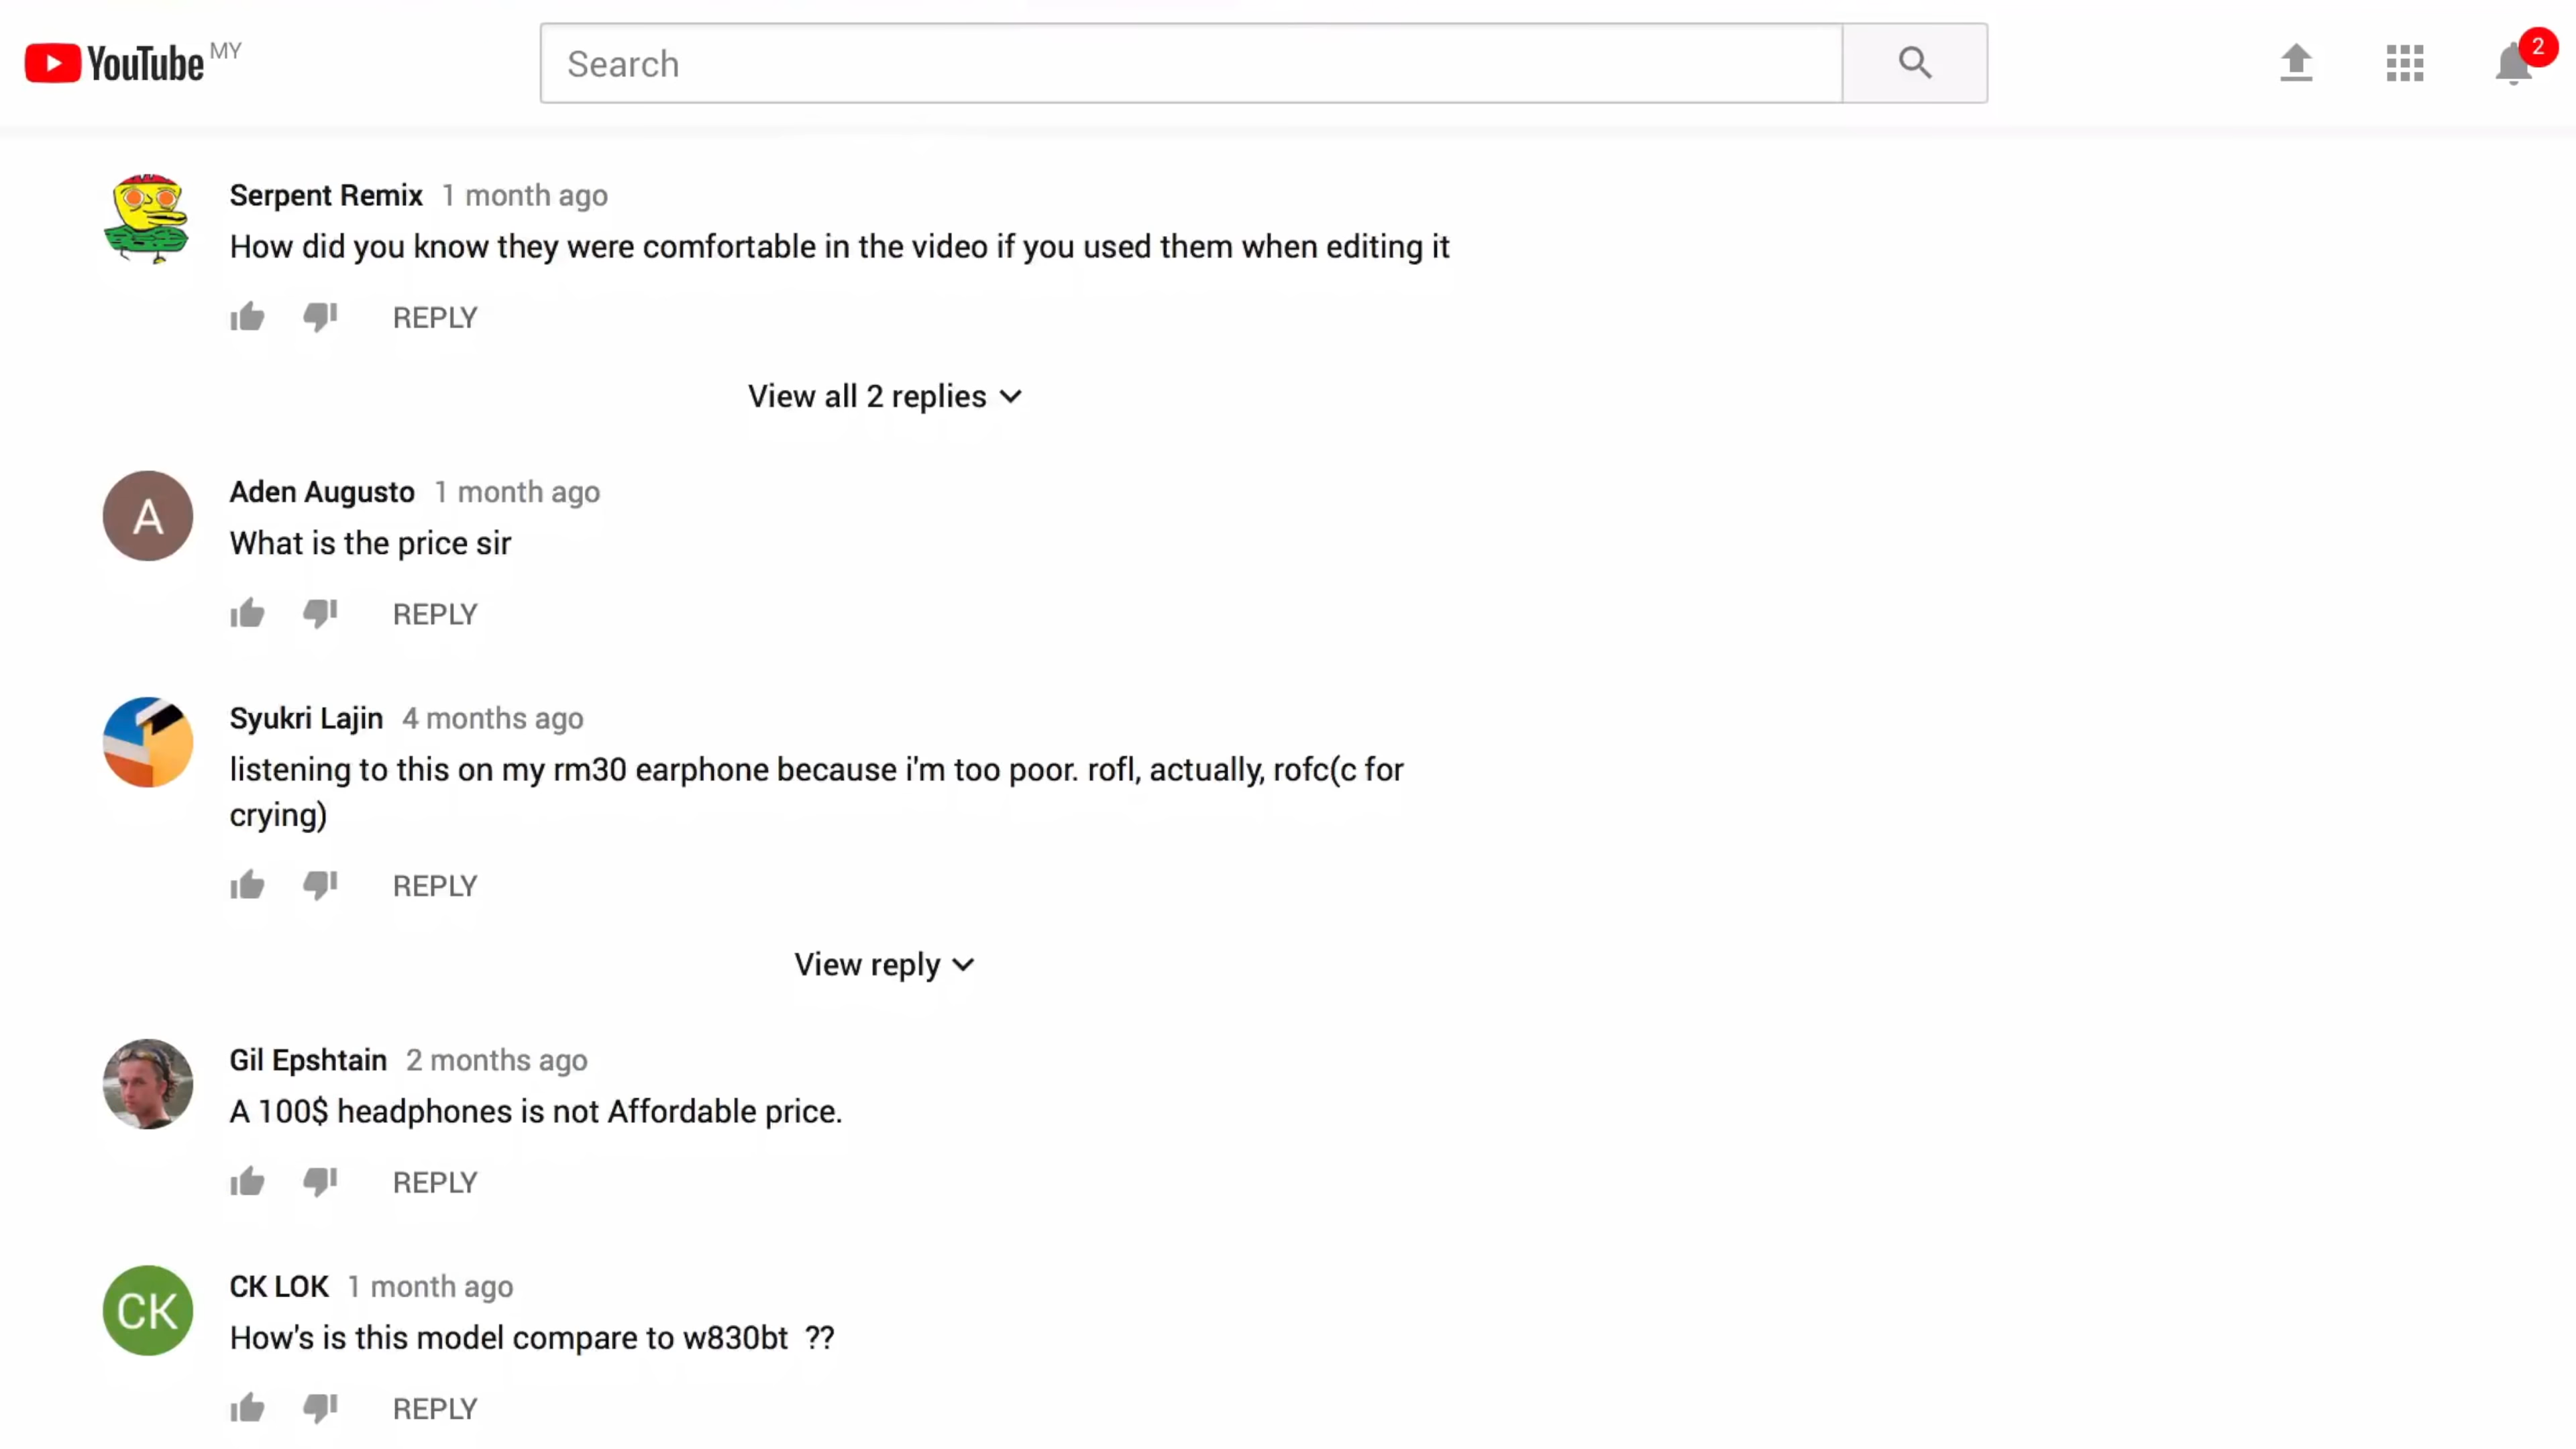 YouTube MY
Search
2
Serpent Remix 1 month ago
How did you know they were comfortable in the video if you used them when editing it
REPLY
View all 2 replies
A
Aden Augusto 1 month ago
What is the price sir
REPLY
Syukri Lajin 4 months ago
listening to this on my rm30 earphone because i'm too poor. rofl, actually, rofc(c for
crying)
REPLY
View reply
Gil Epshtain 2 months ago
A 100$ headphones is not Affordable price.
REPLY
CK
CK LOK 1 month ago
How's is this model compare to w830bt  ??
REPLY